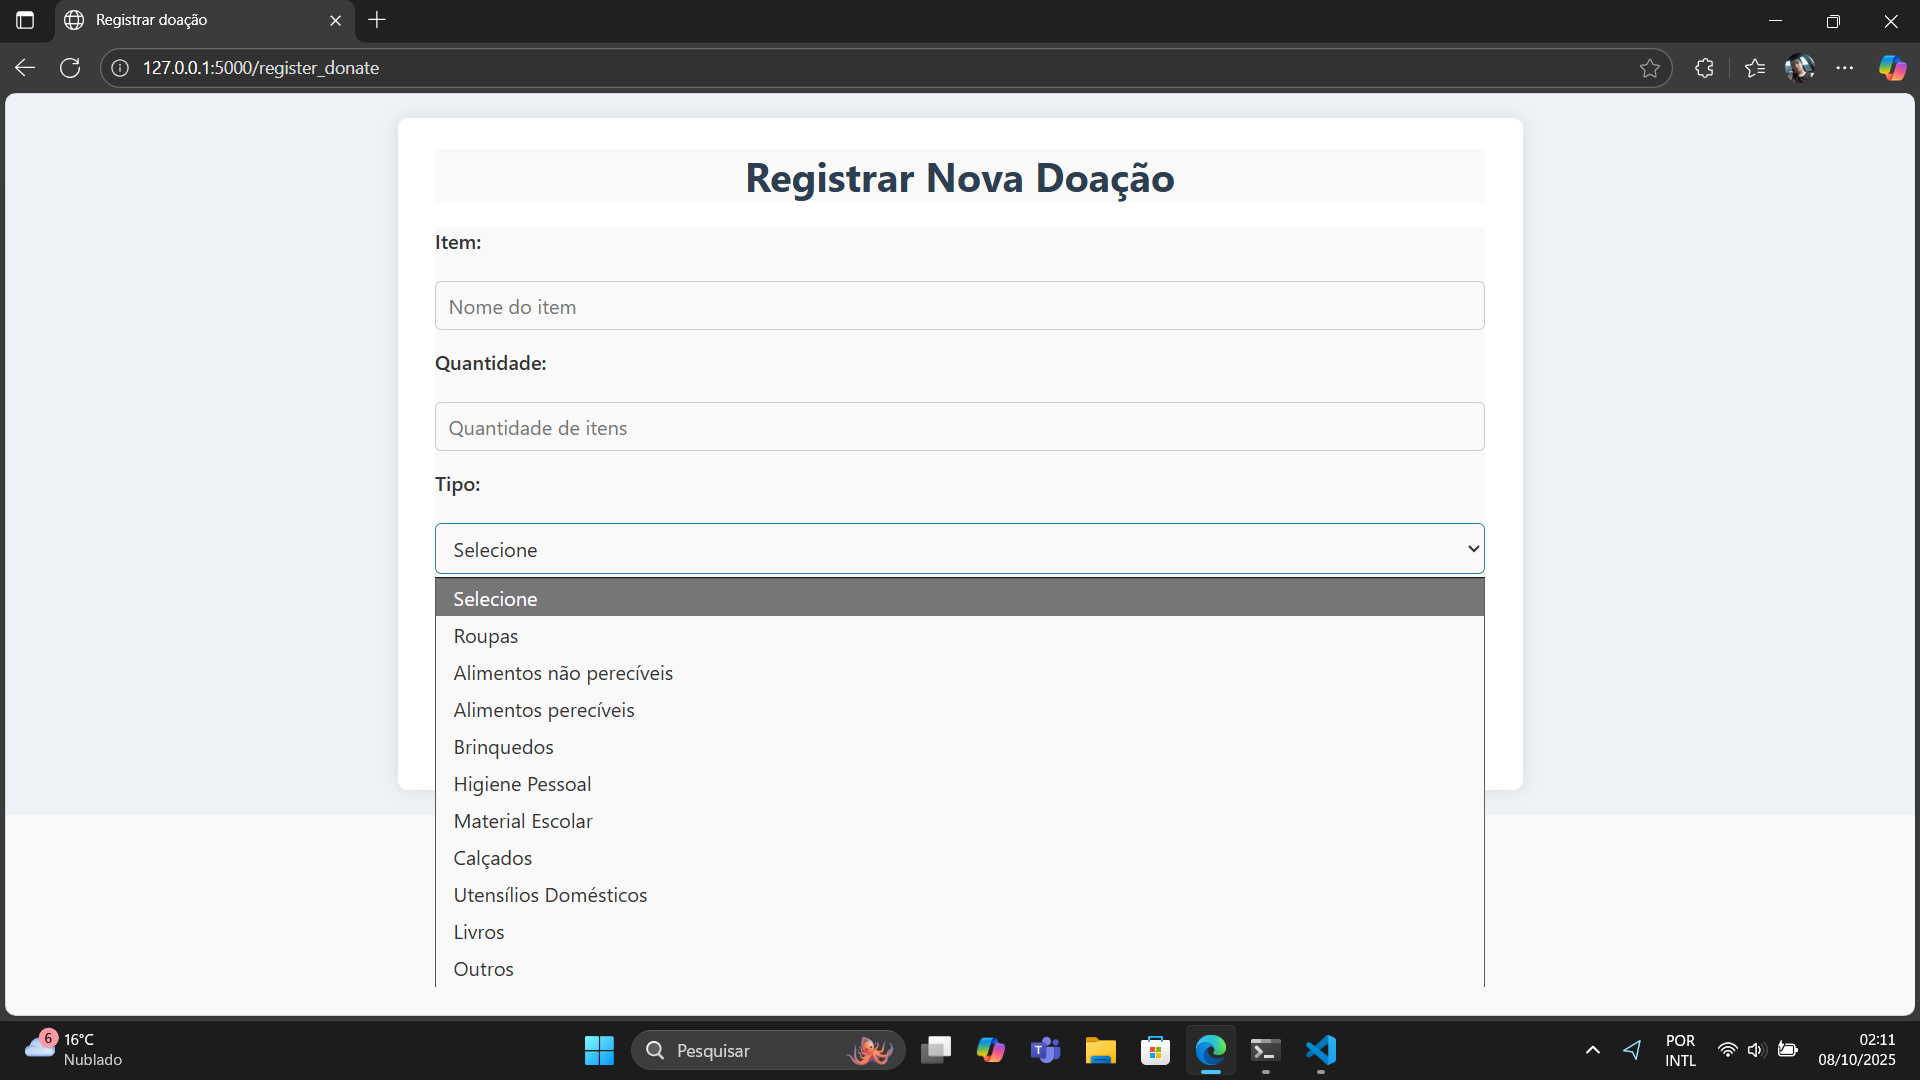 Registrar doação
127.0.0.1:5000/register_donate
Registrar Nova Doação
Item:
Nome do item
Quantidade:
Quantidade de itens
Tipo:
Selecione
Selecione
Roupas
Alimentos não perecíveis
Alimentos perecíveis
Brinquedos
Higiene Pessoal
Material Escolar
Calçados
Utensílios Domésticos
Livros
Outros
6
16°C
Nublado
Pesquisar
POR
INTL
02:11
08/10/2025